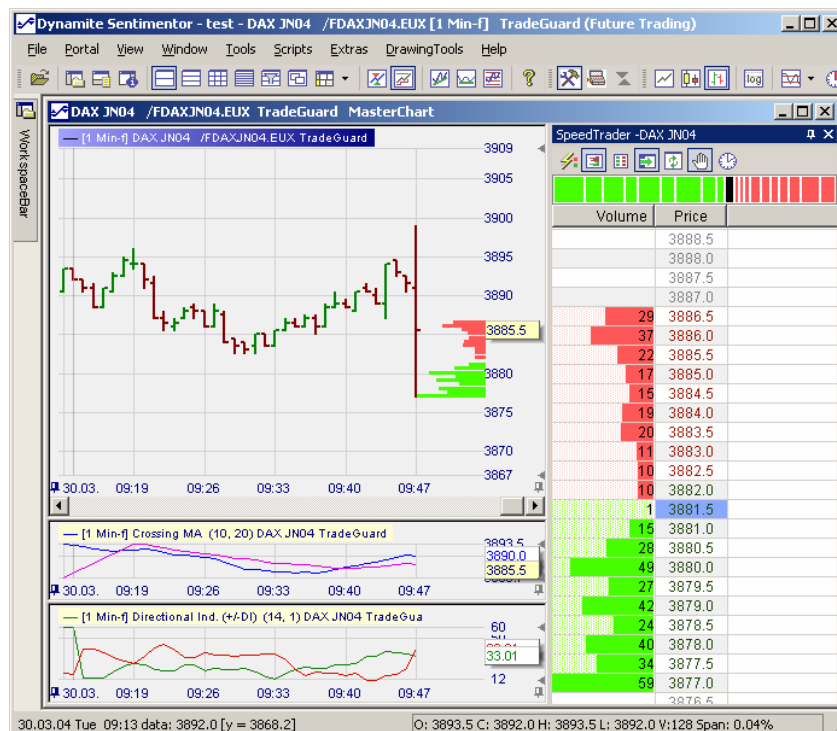 Dynamite Sentimentor - test - DAX JN04 /FDAXJN04.EUX [1 Min-f] TradeGuard (Future Trading)
File Portal View Window Tools Scripts Extras DrawingTools Help
log
WorkspaceBar
DAX JN04 /FDAXJN04.EUX TradeGuard MasterChart
[1 Min-f] DAX JN04 /FDAXJN04.EUX TradeGuard
3909
3905
3900
3895
3890
3885.5
3880
3875
3870
3867
30.03. 09:19 09:26 09:33 09:40 09:47
[1 Min-f] Crossing MA (10, 20) DAX JN04 TradeGuard
3893.5
3890.0
3885.5
30.03. 09:19 09:26 09:33 09:40 09:47
[1 Min-f] Directional Ind. (+/-DI) (14, 1) DAX JN04 TradeGua
60
33.01
12
30.03. 09:19 09:26 09:33 09:40 09:47
SpeedTrader -DAX JN04
Volume Price
3888.5
3888.0
3887.5
3887.0
29 3886.5
37 3886.0
22 3885.5
17 3885.0
15 3884.5
19 3884.0
20 3883.5
11 3883.0
10 3882.5
10 3882.0
1 3881.5
15 3881.0
28 3880.5
49 3880.0
27 3879.5
42 3879.0
24 3878.5
40 3878.0
34 3877.5
59 3877.0
3876.5
30.03.04 Tue 09:13 data: 3892.0 [y = 3868.2]
O: 3893.5 C: 3892.0 H: 3893.5 L: 3892.0 V:128 Span: 0.04%